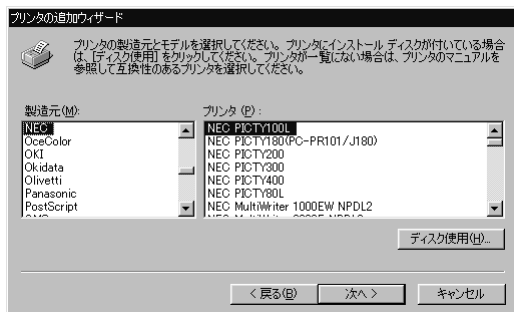 プリンタの追加ウィザード
プリンタの製造元とモデルを選択してください。プリンタにインストール ディスクが付いている場合
は、[ディスク使用] をクリックしてください。プリンタが一覧にない場合は、プリンタのマニュアルを
参照して互換性のあるプリンタを選択してください。
製造元(M):
NEC
OceColor
OKI
Okidata
Olivetti
Panasonic
PostScript
プリンタ (P) :
NEC PICTY100L
NEC PICTY180(PC-PR101/J180)
NEC PICTY200
NEC PICTY300
NEC PICTY400
NEC PICTY80L
NEC MultiWriter 1000EW NPDL2
ディスク使用(H)...
< 戻る(B)
次へ >
キャンセル